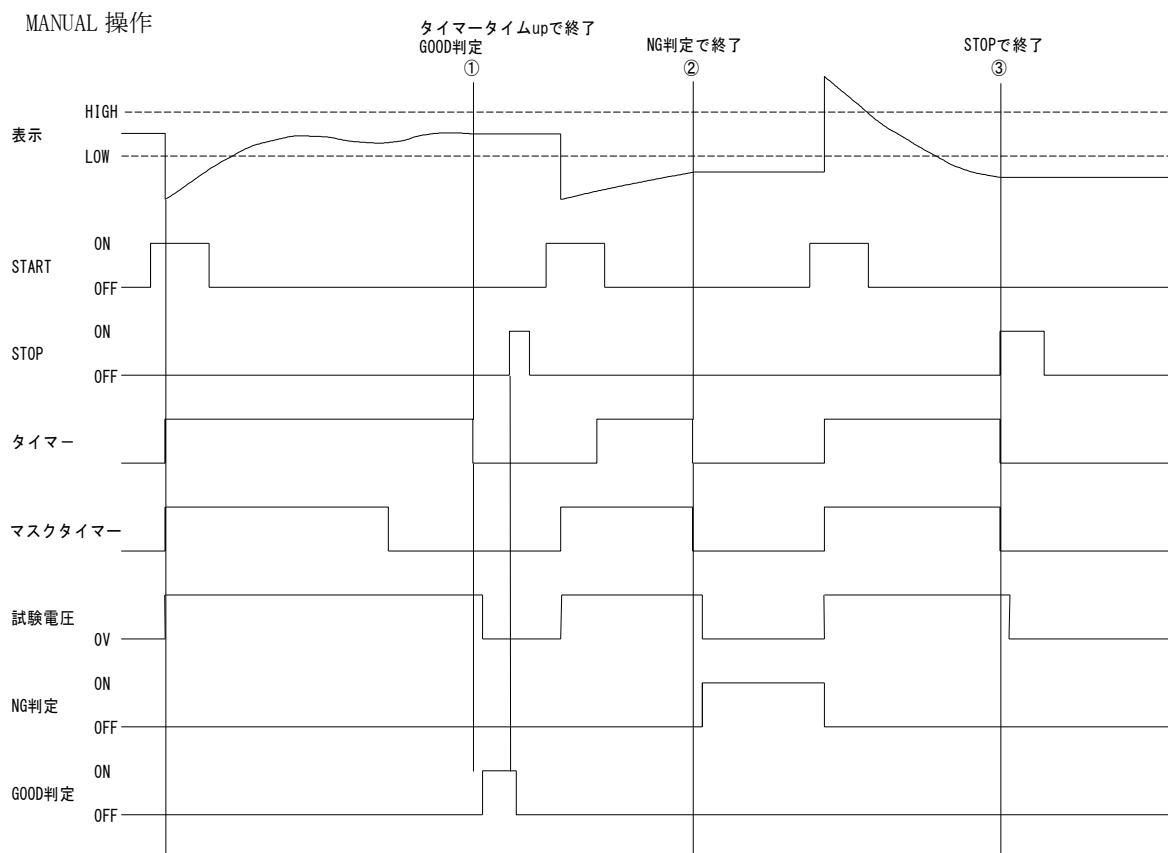 MANUAL 操作
タイマータイムupで終了
GOOD判定
①
NG判定で終了
②
STOPで終了
③
表示
HIGH
LOW
START
ON
OFF
STOP
ON
OFF
タイマー
マスクタイマー
試験電圧
0V
NG判定
ON
OFF
GOOD判定
ON
OFF